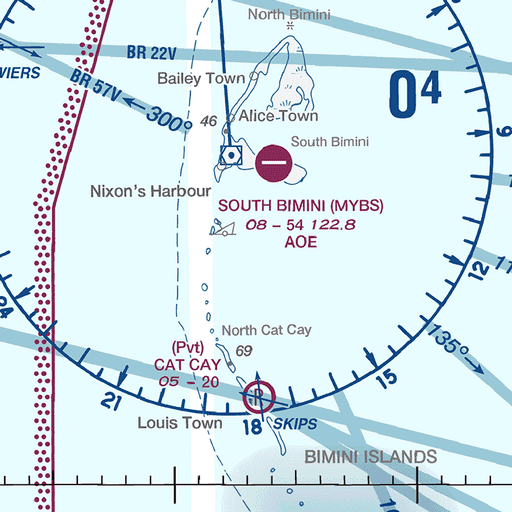 North Bimini
BR 22V
WIERS
Bailey Town
BR 57V ← 300°
04
46
Alice Town
6
South Bimini
Nixon's Harbour
SOUTH BIMINI (MYBS)
08 - 54 122.8
AOE
12
24
North Cat Cay
135° →
(Pvt)
69
CAT CAY
05 - 20
15
21
R
Louis Town
18
SKIPS
BIMINI ISLANDS